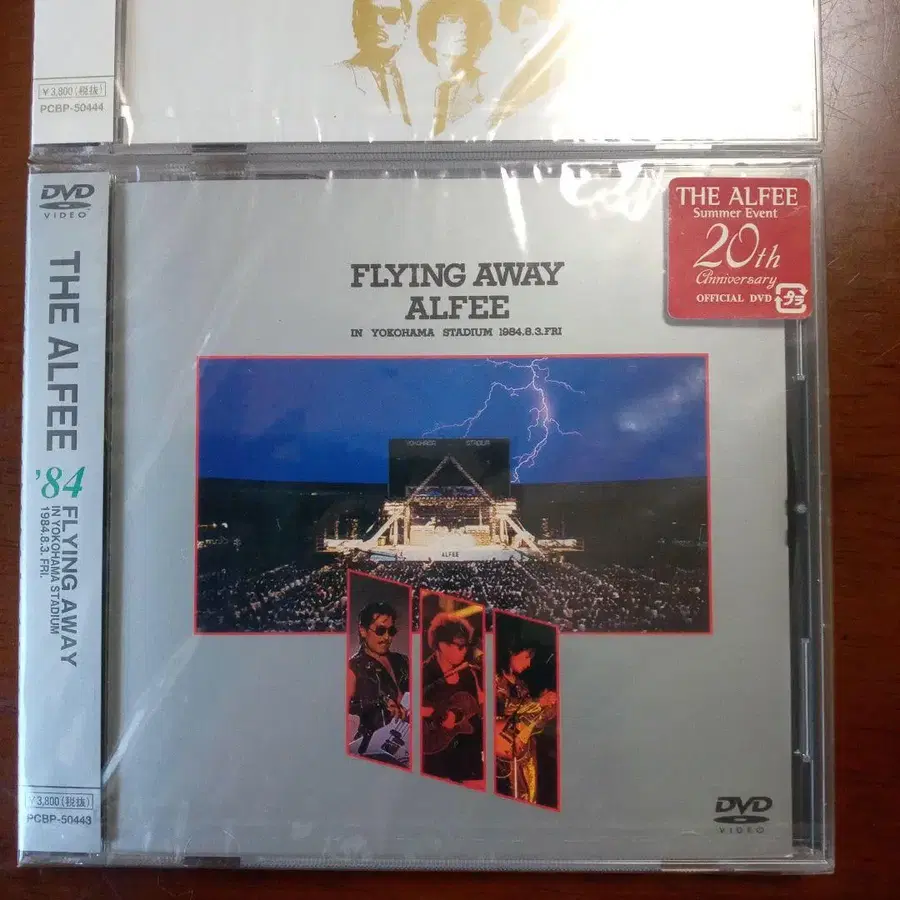 ¥3,800(税抜)
PCBP-50444
DVD
VIDEO
THE ALFEE
'84
FLYING AWAY
IN YOKOHAMA STADIUM
1984.8.3. FRI.
¥3,800(税抜)
PCBP-50443
THE ALFEE
Summer Event
20th
Anniversary
OFFICIAL DVD
プラ
FLYING AWAY
ALFEE
IN YOKOHAMA STADIUM 1984.8.3.FRI
YOKOHAMA STADIUM
ALFEE
DVD
VIDEO